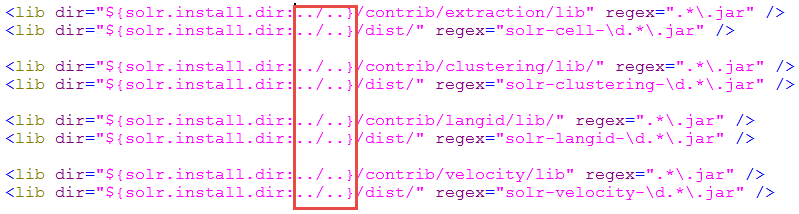 <lib dir="${solr.install.dir:../..}/contrib/extraction/lib" regex=".*\.jar" />
<lib dir="${solr.install.dir:../..}/dist/" regex="solr-cell-\d.*\.jar" />
<lib dir="${solr.install.dir:../..}/contrib/clustering/lib/" regex=".*\.jar" />
<lib dir="${solr.install.dir:../..}/dist/" regex="solr-clustering-\d.*\.jar" />
<lib dir="${solr.install.dir:../..}/contrib/langid/lib/" regex=".*\.jar" />
<lib dir="${solr.install.dir:../..}/dist/" regex="solr-langid-\d.*\.jar" />
<lib dir="${solr.install.dir:../..}/contrib/velocity/lib" regex=".*\.jar" />
<lib dir="${solr.install.dir:../..}/dist/" regex="solr-velocity-\d.*\.jar" />